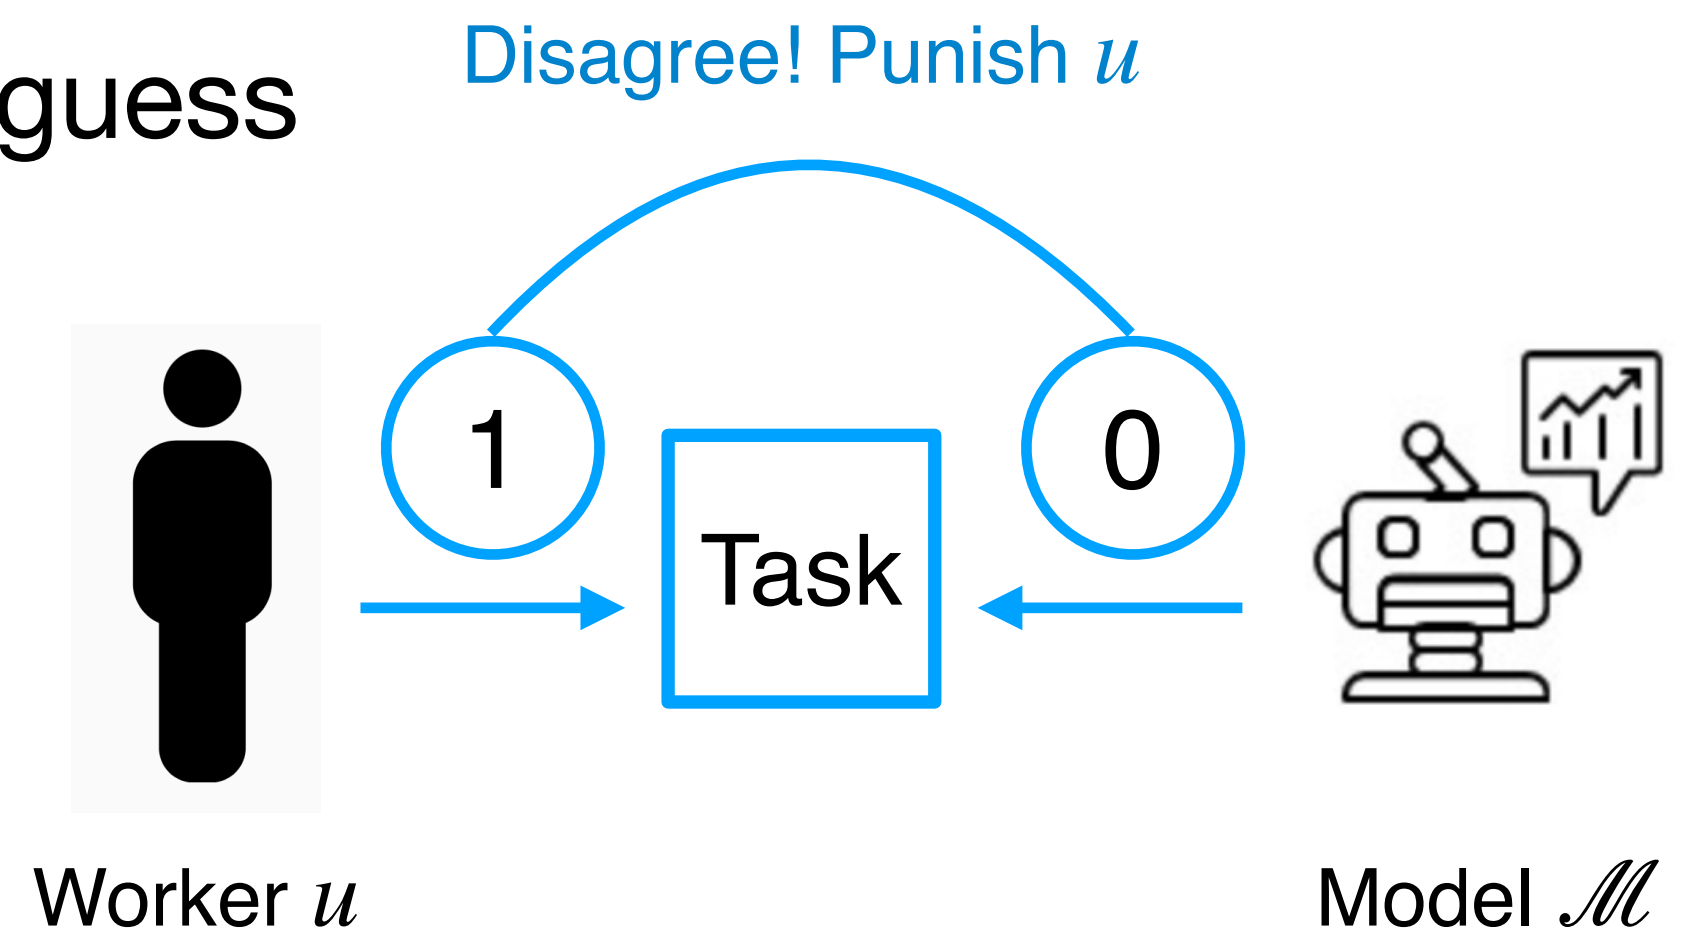 Disagree! Punish u
guess
1
0
Task
Worker u
Model ℳ